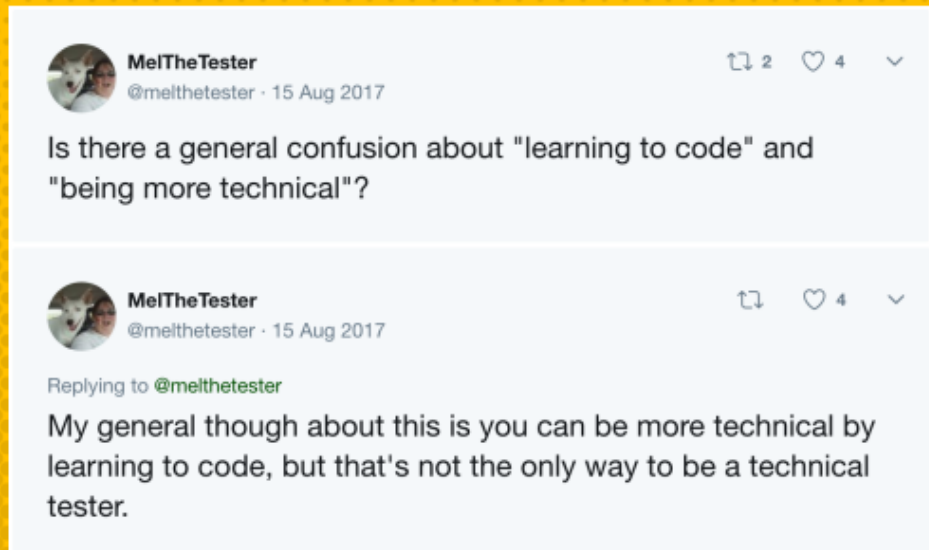 MelTheTester
2 4
@melthetester · 15 Aug 2017
Is there a general confusion about "learning to code" and
"being more technical"?
MelTheTester
4
@melthetester · 15 Aug 2017
Replying to @melthetester
My general though about this is you can be more technical by
learning to code, but that's not the only way to be a technical
tester.